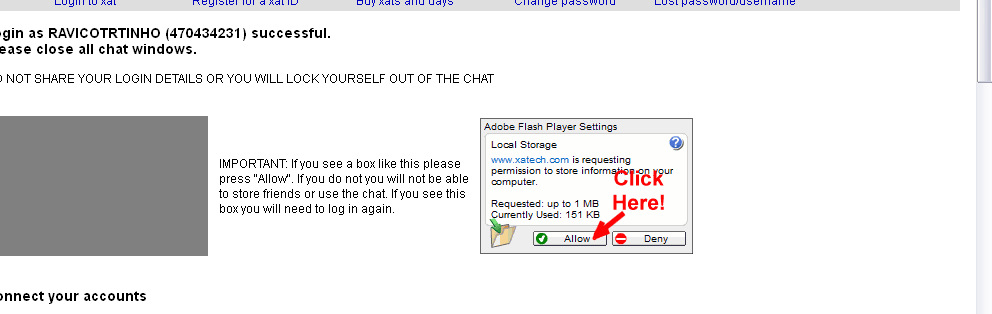 Login to xat Register for a xat ID Buy xats and days Change password Lost password/username
gin as RAVICOTRTINHO (470434231) successful.
ease close all chat windows.
O NOT SHARE YOUR LOGIN DETAILS OR YOU WILL LOCK YOURSELF OUT OF THE CHAT
IMPORTANT: If you see a box like this please
press "Allow". If you do not you will not be able
to store friends or use the chat. If you see this
box you will need to log in again.
Adobe Flash Player Settings
Local Storage
www.xatech.com is requesting
permission to store information on your
computer.
Click
Here!
Requested: up to 1 MB
Currently Used: 151 KB
Allow Deny
onnect your accounts